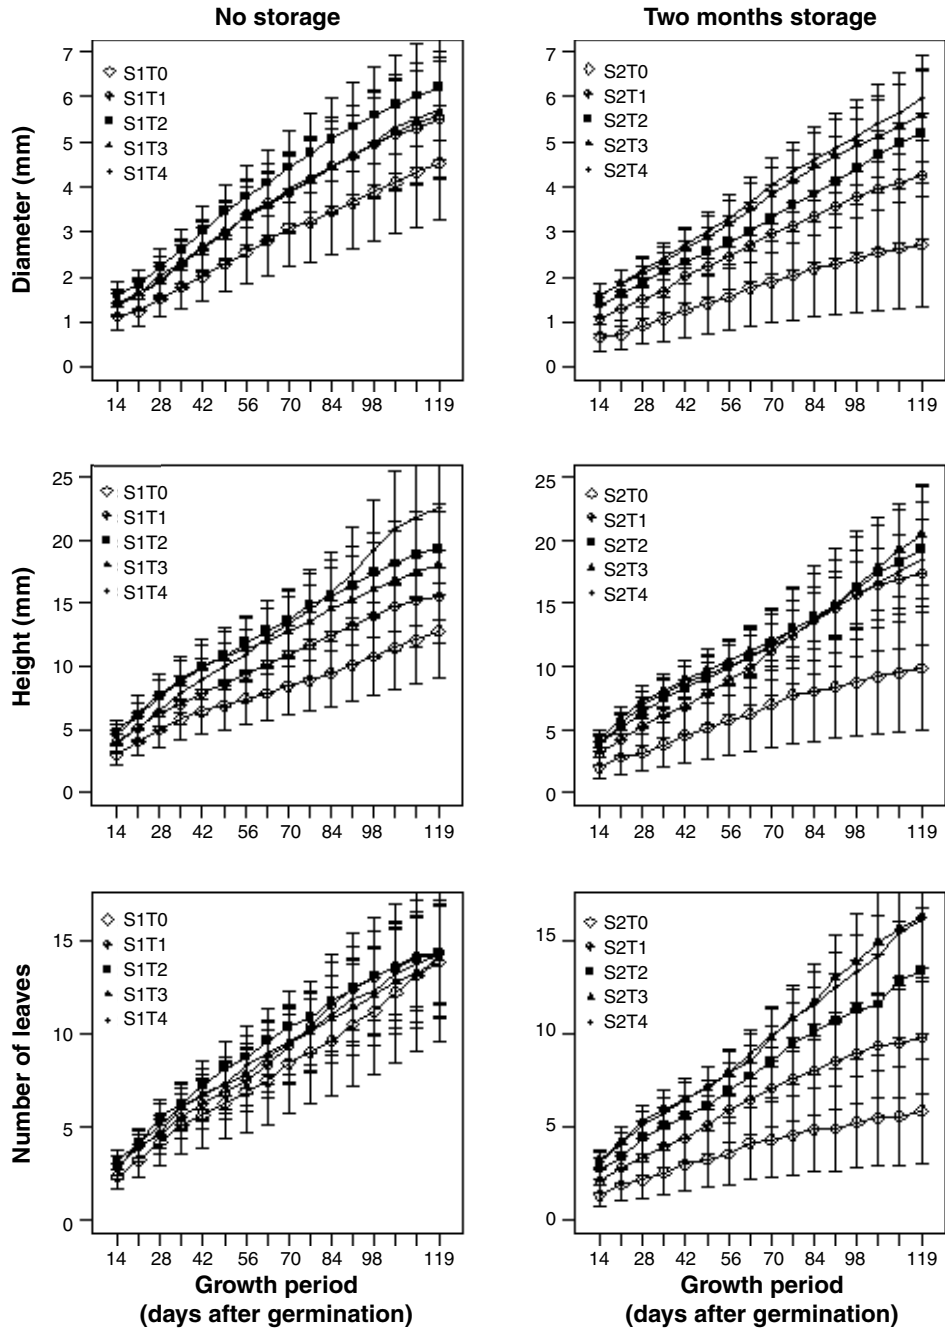 No storage
Two months storage
Diameter (mm)
7
6
5
4
3
2
1
0
S1T0
S1T1
S1T2
S1T3
S1T4
14 28 42 56 70 84 98 119
7
6
5
4
3
2
1
0
S2T0
S2T1
S2T2
S2T3
S2T4
14 28 42 56 70 84 98 119
Height (mm)
25
20
15
10
5
0
S1T0
S1T1
S1T2
S1T3
S1T4
14 28 42 56 70 84 98 119
25
20
15
10
5
0
S2T0
S2T1
S2T2
S2T3
S2T4
14 28 42 56 70 84 98 119
Number of leaves
15
10
5
0
S1T0
S1T1
S1T2
S1T3
S1T4
14 28 42 56 70 84 98 119
Growth period
(days after germination)
15
10
5
0
S2T0
S2T1
S2T2
S2T3
S2T4
14 28 42 56 70 84 98 119
Growth period
(days after germination)